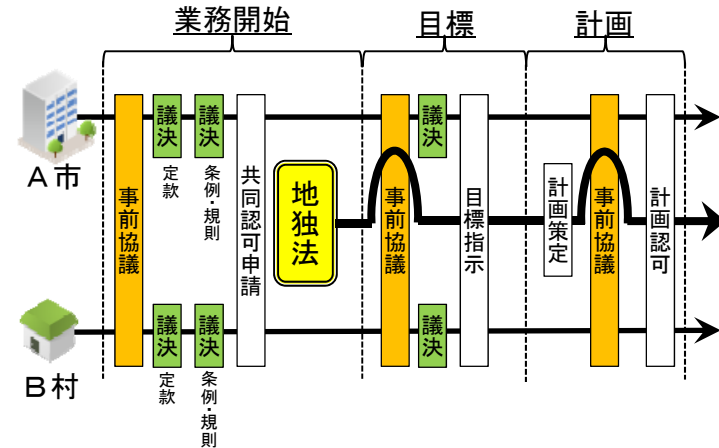 業務開始
目標
計画
A市
事前協議
議決
定款
議決
条例・規則
共同認可申請
地独法
事前協議
議決
目標指示
計画策定
事前協議
計画認可
B村
議決
定款
議決
条例・規則
議決